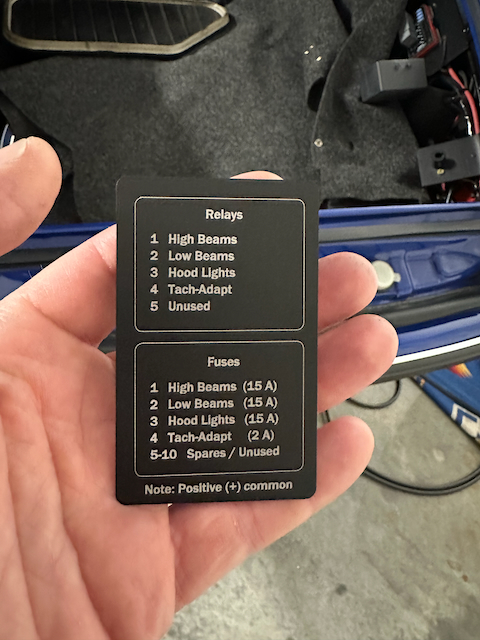 Relays
1 High Beams
2 Low Beams
3 Hood Lights
4 Tach-Adapt
5 Unused
Fuses
1 High Beams (15 A)
2 Low Beams (15 A)
3 Hood Lights (15 A)
4 Tach-Adapt (2 A)
5-10 Spares / Unused
Note: Positive (+) common